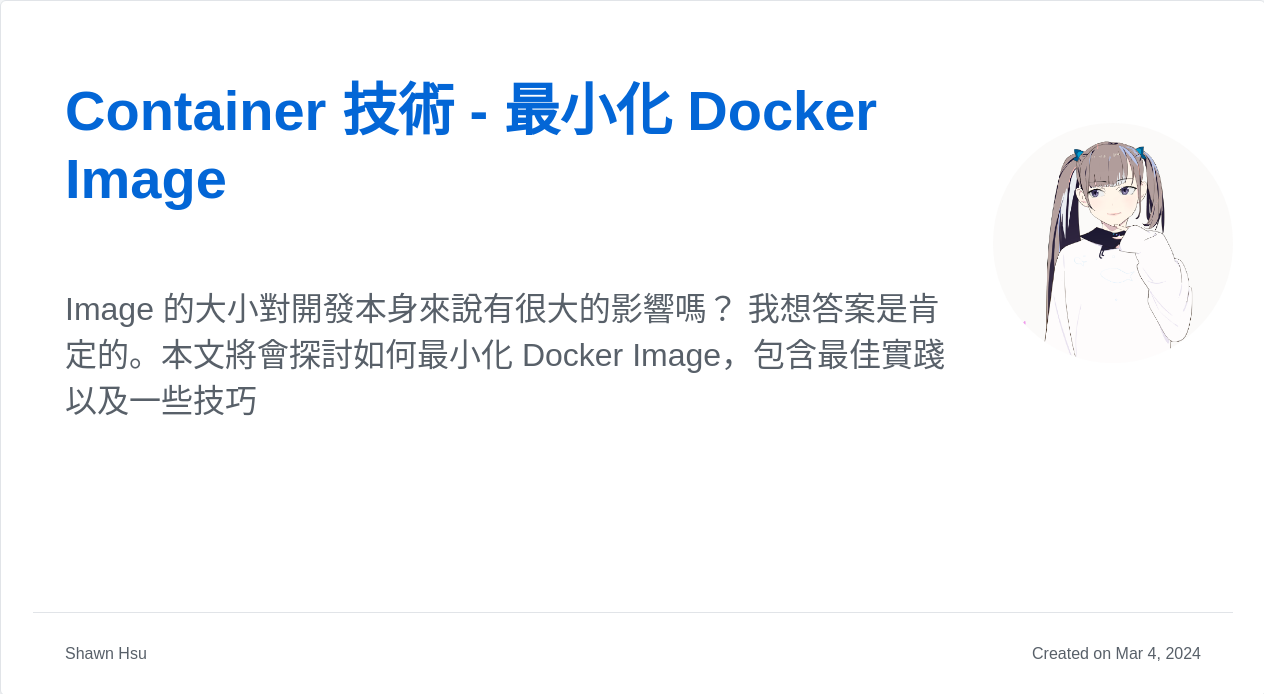 Container 技術 - 最小化 Docker
Image
Image 的大小對開發本身來說有很大的影響嗎？ 我想答案是肯
定的。本文將會探討如何最小化 Docker Image，包含最佳實踐
以及一些技巧
Shawn Hsu
Created on Mar 4, 2024